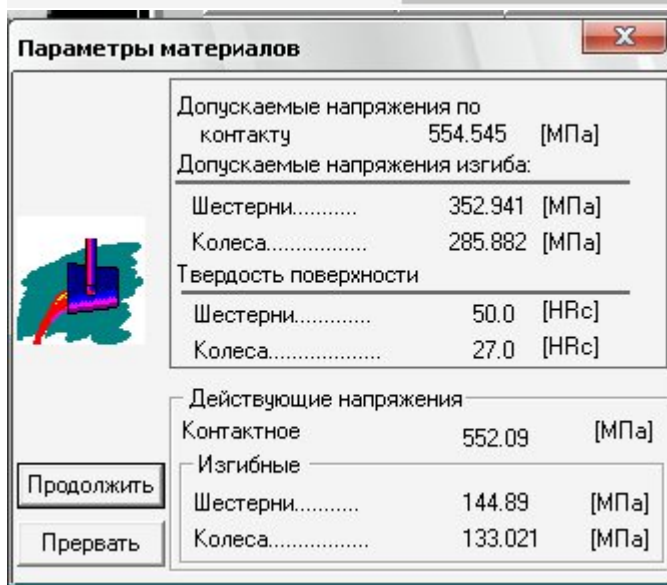 Параметры материалов
Допускаемые напряжения по
контакту 554.545 [МПа]
Допускаемые напряжения изгиба:
Шестерни........... 352.941 [МПа]
Колеса................. 285.882 [МПа]
Твердость поверхности
Шестерни............. 50.0 [HRc]
Колеса................... 27.0 [HRc]
Действующие напряжения
Контактное 552.09 [МПа]
Изгибные
Шестерни........... 144.89 [МПа]
Колеса................. 133.021 [МПа]
Продолжить
Прервать